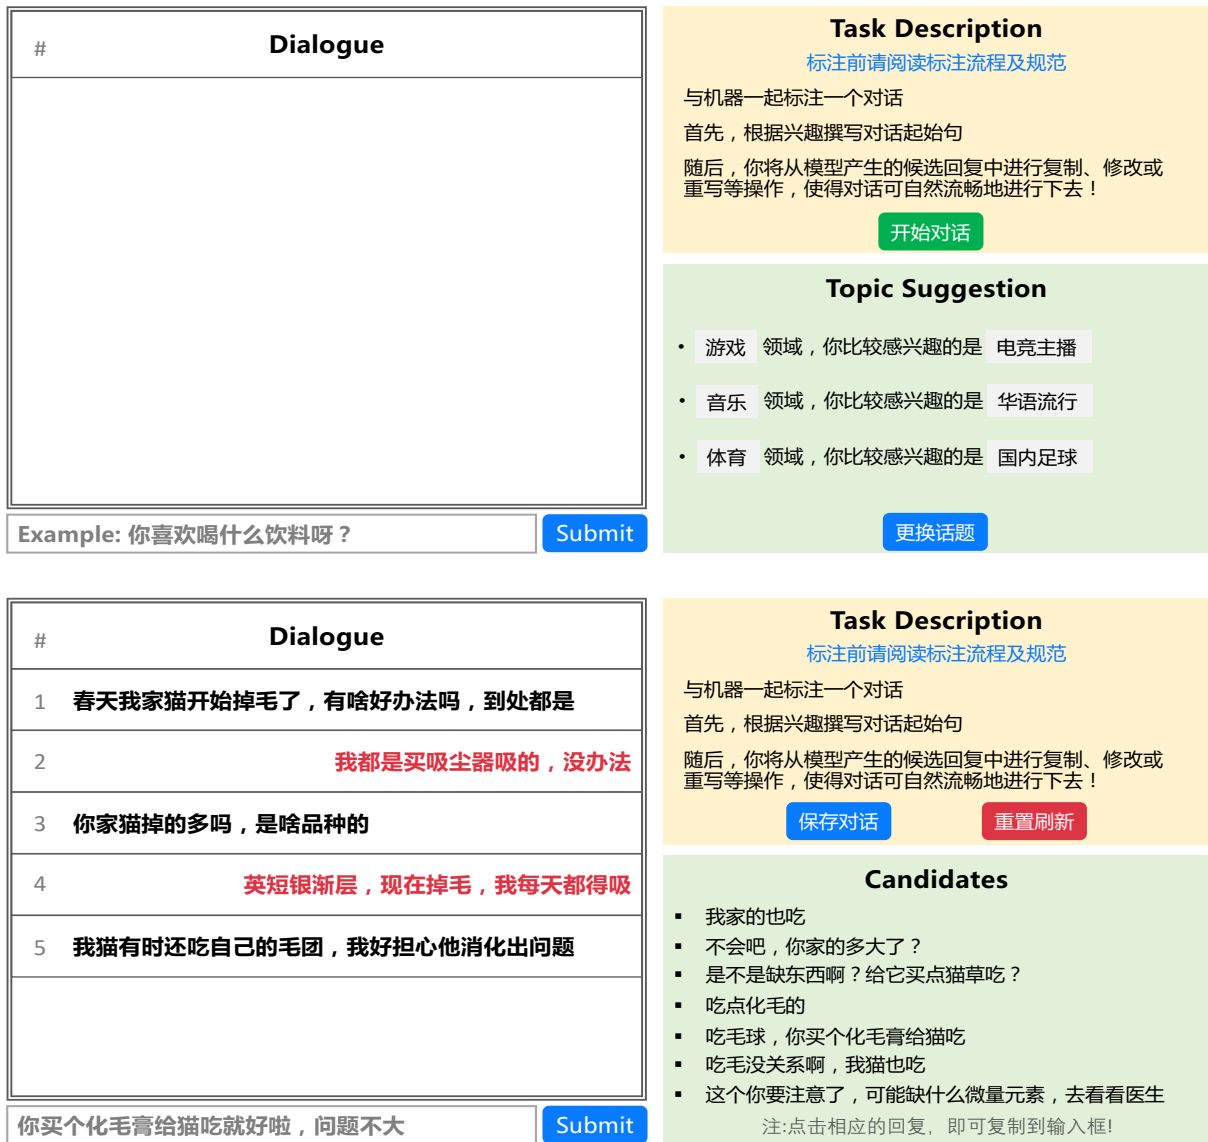 # Dialogue
Example: 你喜欢喝什么饮料呀？
Submit
Task Description
标注前请阅读标注流程及规范
与机器一起标注一个对话
首先，根据兴趣撰写对话起始句
随后，你将从模型产生的候选回复中进行复制、修改或
重写等操作，使得对话可自然流畅地进行下去！
开始对话
Topic Suggestion
• 游戏 领域，你比较感兴趣的是 电竞主播
• 音乐 领域，你比较感兴趣的是 华语流行
• 体育 领域，你比较感兴趣的是 国内足球
更换话题
# Dialogue
1 春天我家猫开始掉毛了，有啥好办法吗，到处都是
2 我都是买吸尘器吸的，没办法
3 你家猫掉的多吗，是啥品种的
4 英短银渐层，现在掉毛，我每天都得吸
5 我猫有时还吃自己的毛团，我好担心他消化出问题
你买个化毛膏给猫吃就好啦，问题不大
Submit
Task Description
标注前请阅读标注流程及规范
与机器一起标注一个对话
首先，根据兴趣撰写对话起始句
随后，你将从模型产生的候选回复中进行复制、修改或
重写等操作，使得对话可自然流畅地进行下去！
保存对话 重置刷新
Candidates
▪ 我家的也吃
▪ 不会吧，你家的多大了？
▪ 是不是缺东西啊？给它买点猫草吃？
▪ 吃点化毛的
▪ 吃毛球，你买个化毛膏给猫吃
▪ 吃毛没关系啊，我猫也吃
▪ 这个你要注意了，可能缺什么微量元素，去看看医生
注:点击相应的回复，即可复制到输入框!